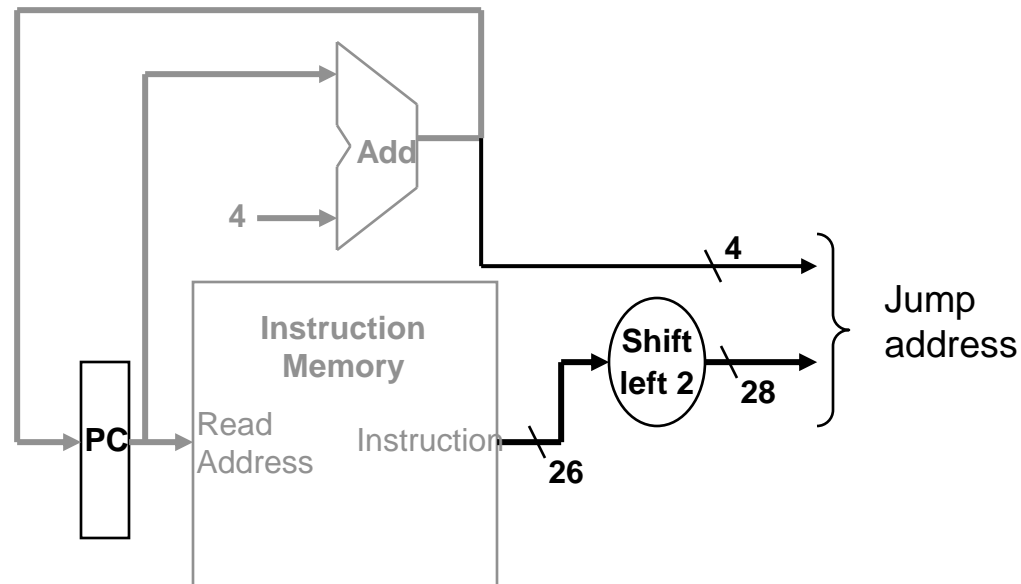 Add
4
4
Jump
address
Shift
left 2
28
Instruction
Memory
PC
Read
Address
Instruction
26